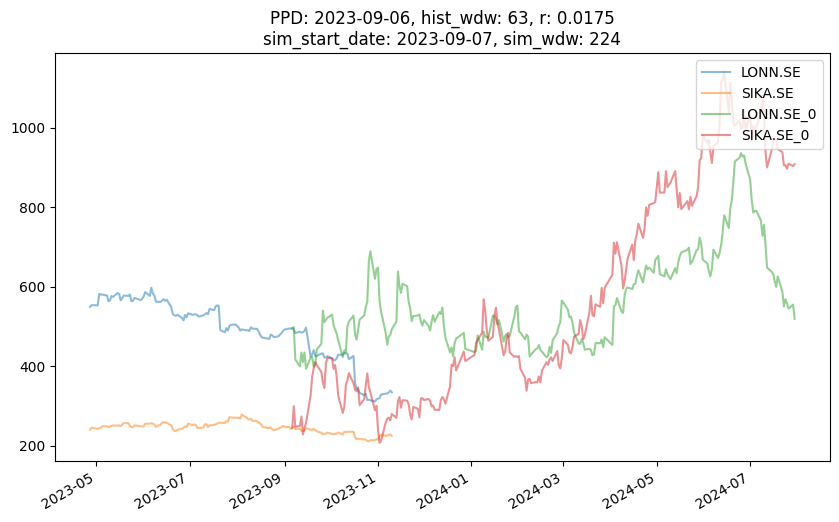 PPD: 2023-09-06, hist_wdw: 63, r: 0.0175
sim_start_date: 2023-09-07, sim_wdw: 224
LONN.SE
SIKA.SE
LONN.SE_0
SIKA.SE_0
1000
800
600
400
200
2023-05
2023-07
2023-09
2023-11
2024-01
2024-03
2024-05
2024-07